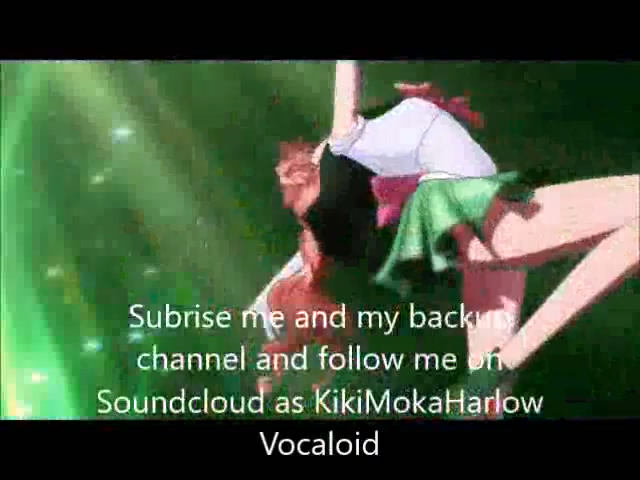 Subrise me and my backup
channel and follow me on
Soundcloud as KikiMokaHarlow
Vocaloid